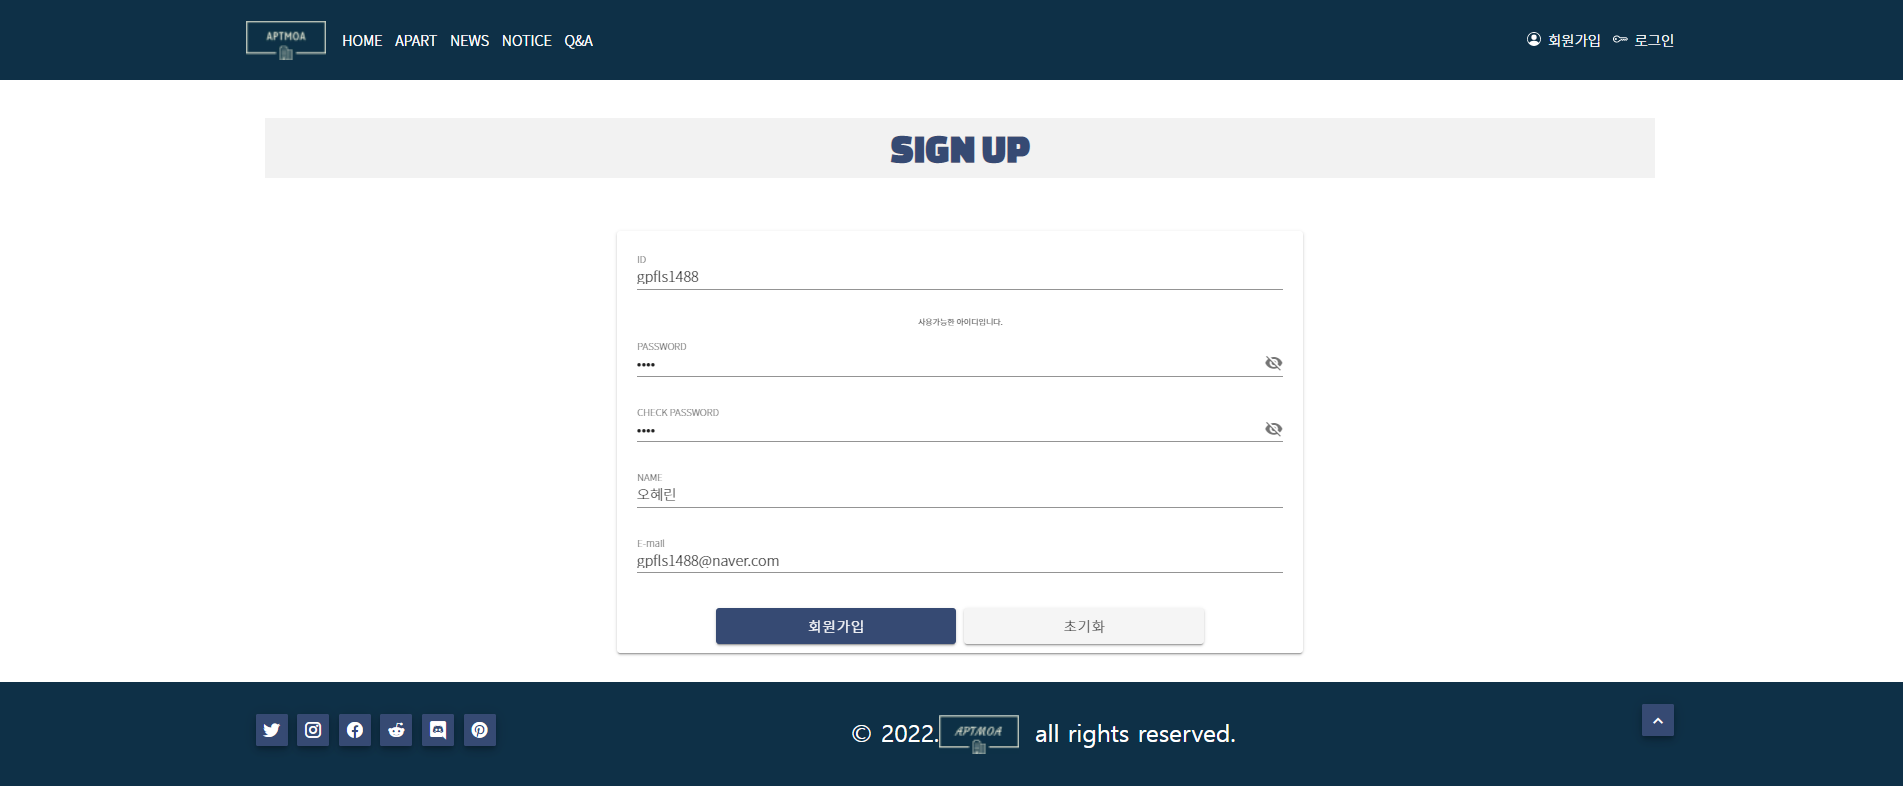 APTMOA HOME APART NEWS NOTICE Q&A 회원가입 로그인
SIGN UP
ID
gpfls1488
사용가능한 아이디입니다.
PASSWORD
••••
CHECK PASSWORD
••••
NAME
오혜린
E-mail
gpfls1488@naver.com
회원가입 초기화
© 2022. APTMOA all rights reserved.